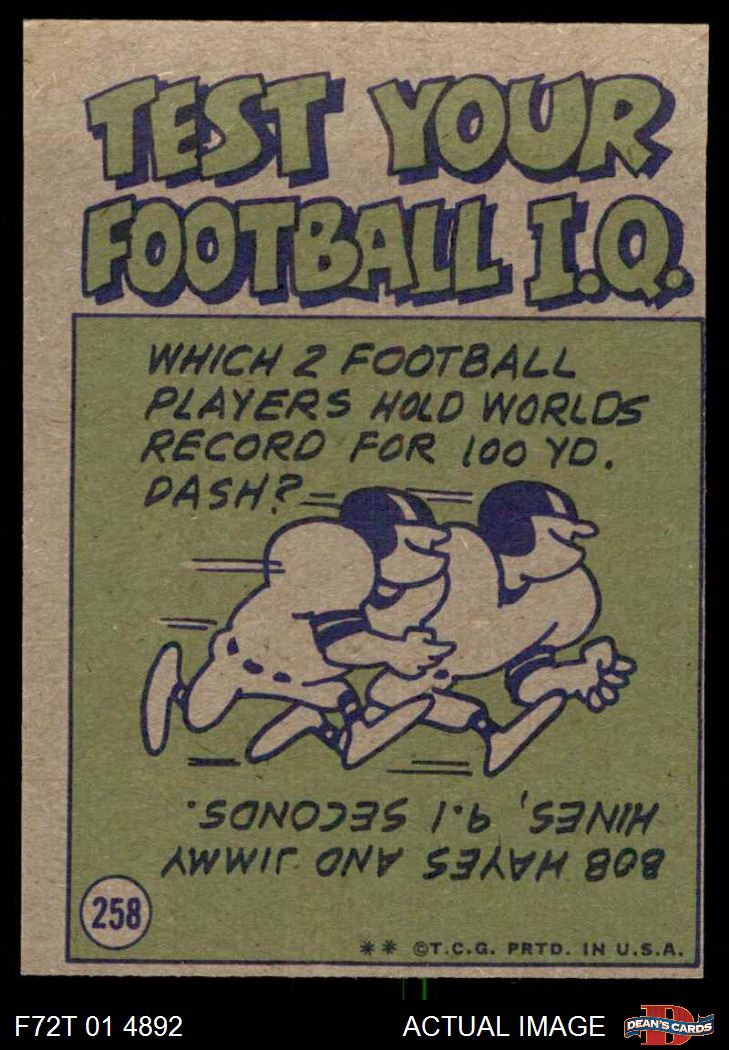 TEST YOUR
FOOTBALL I.Q.
WHICH 2 FOOTBALL
PLAYERS HOLD WORLDS
RECORD FOR 100 YD.
DASH?
BOB HAYES AND JIMMY
HINES, 9.1 SECONDS.
258
** ©T.C.G. PRTD. IN U.S.A.
F72T 01 4892
ACTUAL IMAGE
D
DEAN'S CARDS